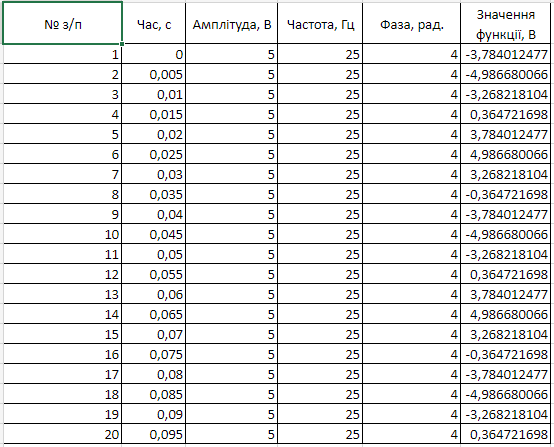 № з/п Час, с Амплітуда, В Частота, Гц Фаза, рад. Значення функції, В
1 0 5 25 4 -3,784012477
2 0,005 5 25 4 -4,986680066
3 0,01 5 25 4 -3,268218104
4 0,015 5 25 4 0,364721698
5 0,02 5 25 4 3,784012477
6 0,025 5 25 4 4,986680066
7 0,03 5 25 4 3,268218104
8 0,035 5 25 4 -0,364721698
9 0,04 5 25 4 -3,784012477
10 0,045 5 25 4 -4,986680066
11 0,05 5 25 4 -3,268218104
12 0,055 5 25 4 0,364721698
13 0,06 5 25 4 3,784012477
14 0,065 5 25 4 4,986680066
15 0,07 5 25 4 3,268218104
16 0,075 5 25 4 -0,364721698
17 0,08 5 25 4 -3,784012477
18 0,085 5 25 4 -4,986680066
19 0,09 5 25 4 -3,268218104
20 0,095 5 25 4 0,364721698